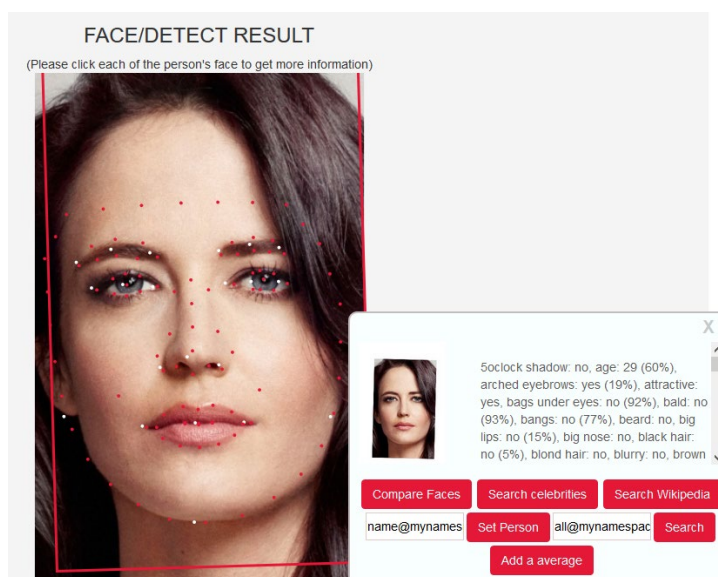 FACE/DETECT RESULT
(Please click each of the person's face to get more information)
X
5oclock shadow: no, age: 29 (60%),
arched eyebrows: yes (19%), attractive:
yes, bags under eyes: no (92%), bald: no
(93%), bangs: no (77%), beard: no, big
lips: no (15%), big nose: no, black hair:
no (5%), blond hair: no, blurry: no, brown
Compare Faces Search celebrities Search Wikipedia
name@mynames Set Person all@mynamespac Search
Add a average